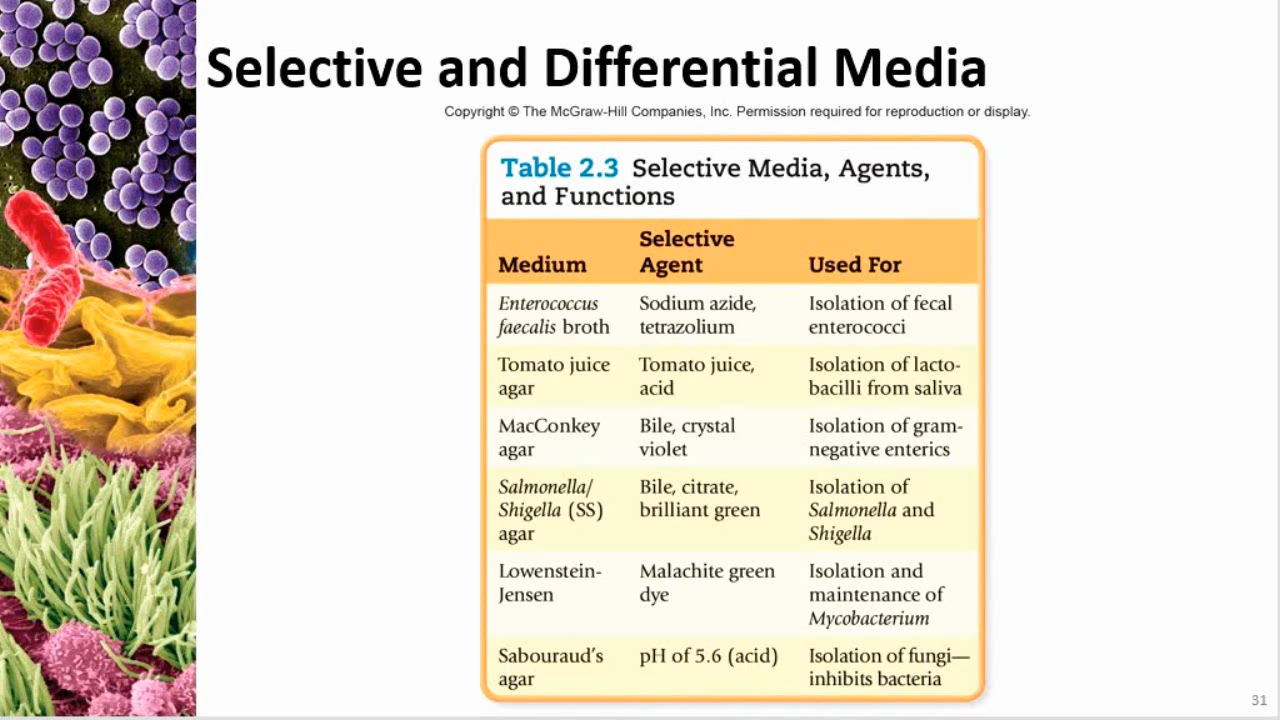 Selective and Differential Media
Copyright © The McGraw-Hill Companies, Inc. Permission required for reproduction or display.
Table 2.3 Selective Media, Agents,
and Functions
Selective
Medium Agent Used For
Enterococcus Sodium azide, Isolation of fecal
faecalis broth tetrazolium enterococci
Tomato juice Tomato juice, Isolation of lacto-
agar acid bacilli from saliva
MacConkey Bile, crystal Isolation of gram-
agar violet negative enterics
Salmonella/ Bile, citrate, Isolation of
Shigella (SS) brilliant green Salmonella and
agar Shigella
Lowenstein- Malachite green Isolation and
Jensen dye maintenance of
Mycobacterium
Sabouraud’s pH of 5.6 (acid) Isolation of fungi—
agar inhibits bacteria
31